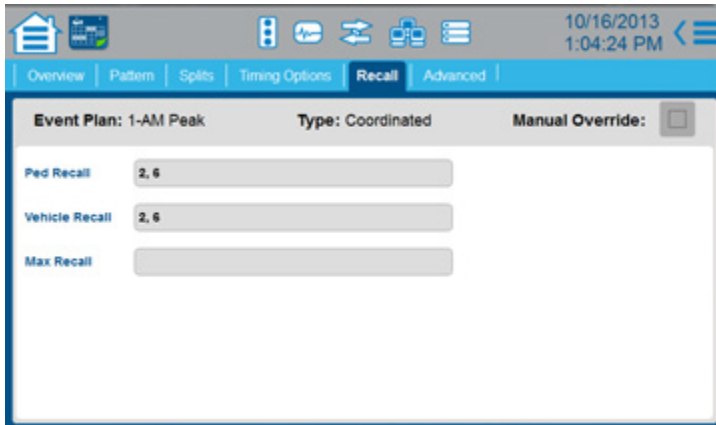 10/16/2013
1:04:24 PM
Overview Pattern Splits Timing Options Recall Advanced
Event Plan: 1-AM Peak Type: Coordinated Manual Override:
Ped Recall 2, 6
Vehicle Recall 2, 6
Max Recall